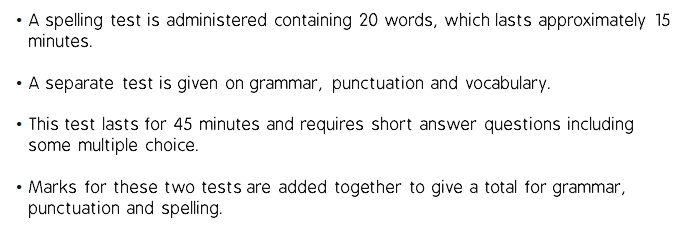 • A spelling test is administered containing 20 words, which lasts approximately 15
minutes.
• A separate test is given on grammar, punctuation and vocabulary.
• This test lasts for 45 minutes and requires short answer questions including
some multiple choice.
• Marks for these two tests are added together to give a total for grammar,
punctuation and spelling.